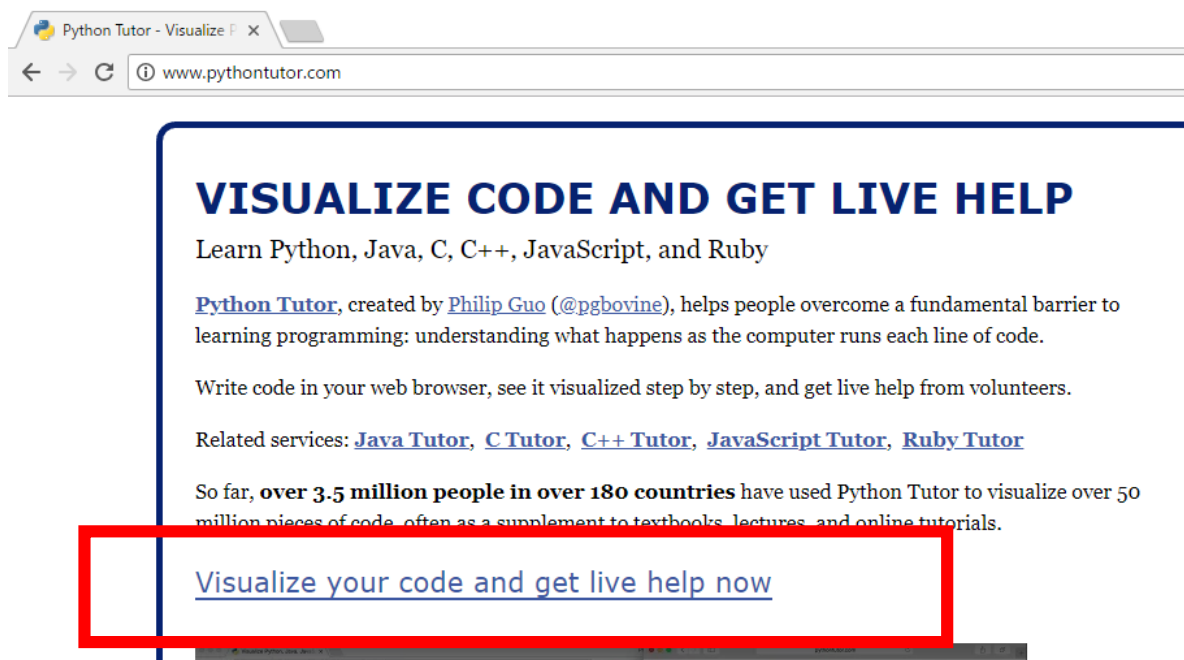 Python Tutor - Visualize P
www.pythontutor.com
VISUALIZE CODE AND GET LIVE HELP
Learn Python, Java, C, C++, JavaScript, and Ruby
Python Tutor, created by Philip Guo (@pgbovine), helps people overcome a fundamental barrier to
learning programming: understanding what happens as the computer runs each line of code.
Write code in your web browser, see it visualized step by step, and get live help from volunteers.
Related services: Java Tutor, C Tutor, C++ Tutor, JavaScript Tutor, Ruby Tutor
So far, over 3.5 million people in over 180 countries have used Python Tutor to visualize over 50
million pieces of code, often as a supplement to textbooks, lectures, and online tutorials.
Visualize your code and get live help now